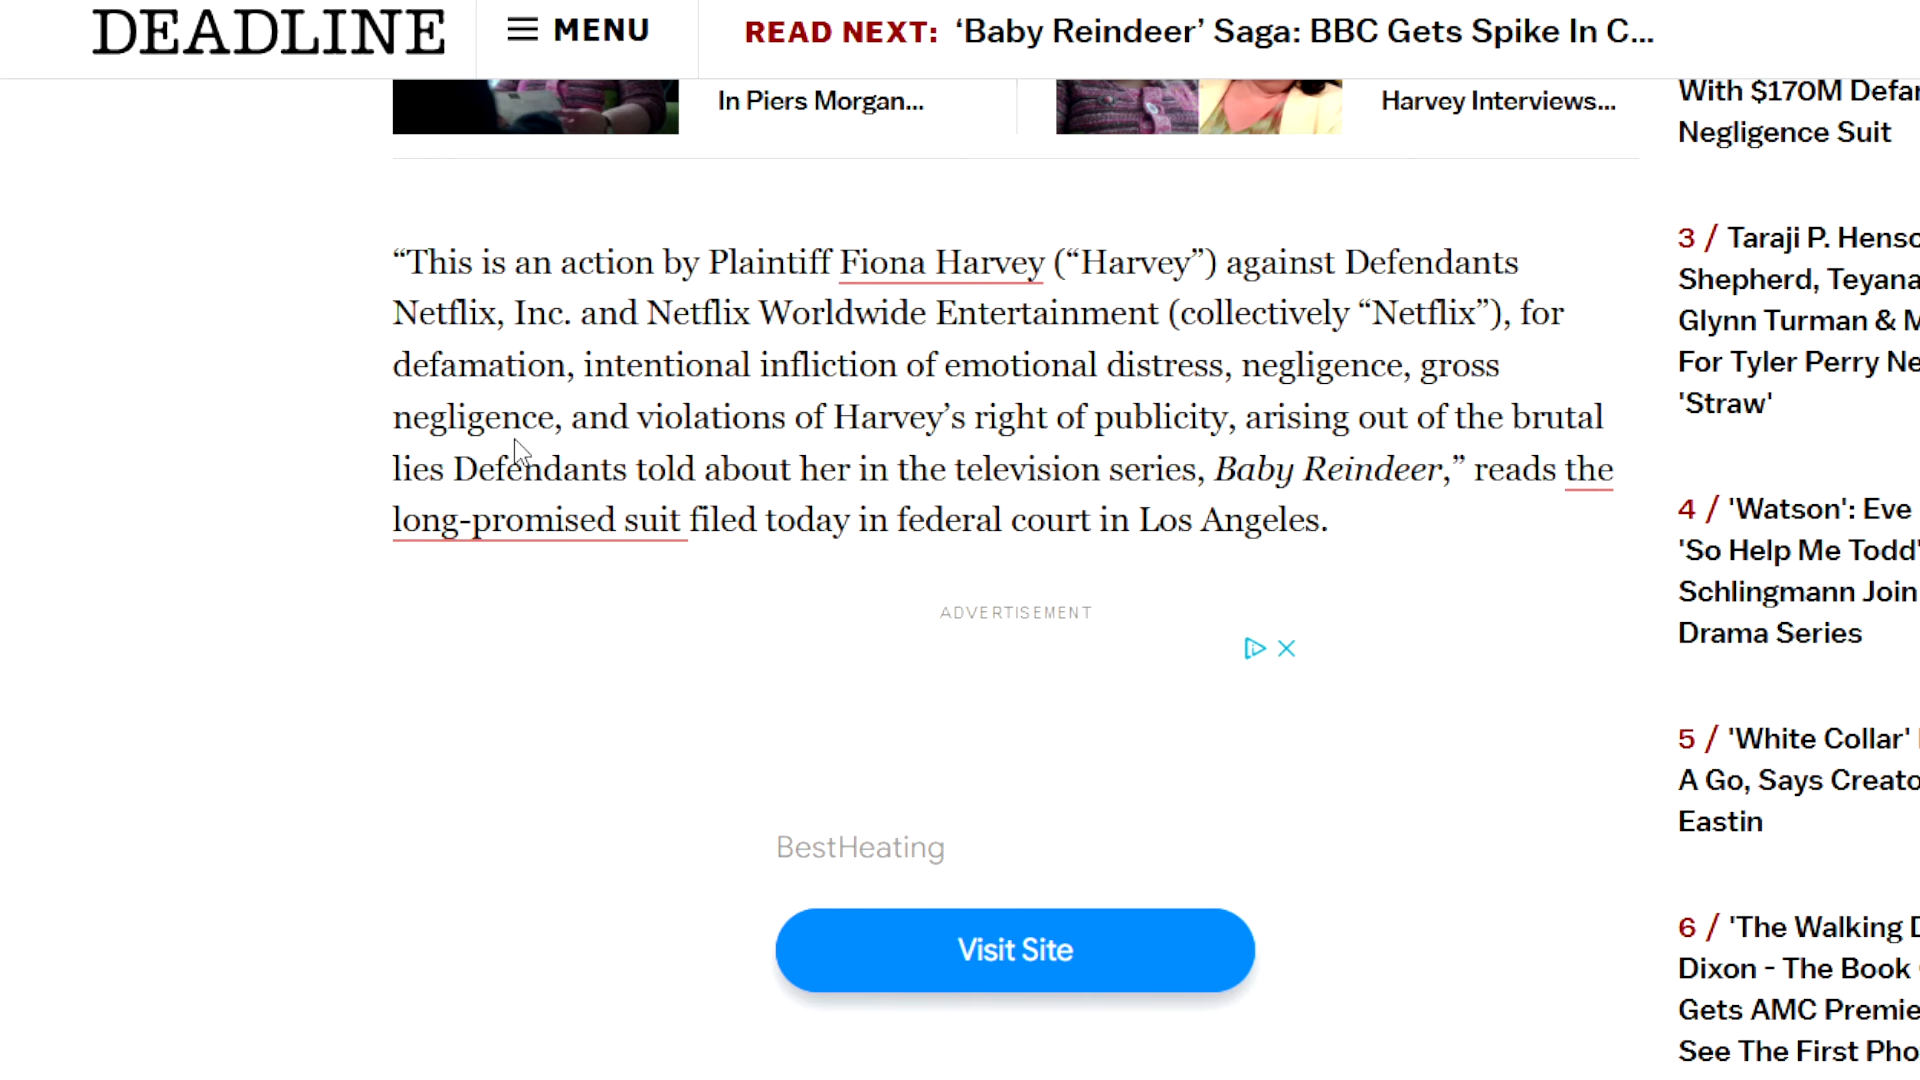 DEADLINE
MENU
READ NEXT: ‘Baby Reindeer’ Saga: BBC Gets Spike In C...
In Piers Morgan...
Harvey Interviews...
“This is an action by Plaintiff Fiona Harvey (“Harvey”) against Defendants
Netflix, Inc. and Netflix Worldwide Entertainment (collectively “Netflix”), for
defamation, intentional infliction of emotional distress, negligence, gross
negligence, and violations of Harvey’s right of publicity, arising out of the brutal
lies Defendants told about her in the television series, Baby Reindeer,” reads the
long-promised suit filed today in federal court in Los Angeles.
ADVERTISEMENT
BestHeating
Visit Site
With $170M
Negligence Suit
3 / Taraji P.
Shepherd, Teyana
Glynn Turman &
For Tyler Perry
'Straw'
4 / 'Watson': Eve
'So Help Me Todd'
Schlingmann Join
Drama Series
5 / 'White Collar'
A Go, Says
Eastin
6 / 'The Walking
Dixon - The Book
Gets AMC
See The First